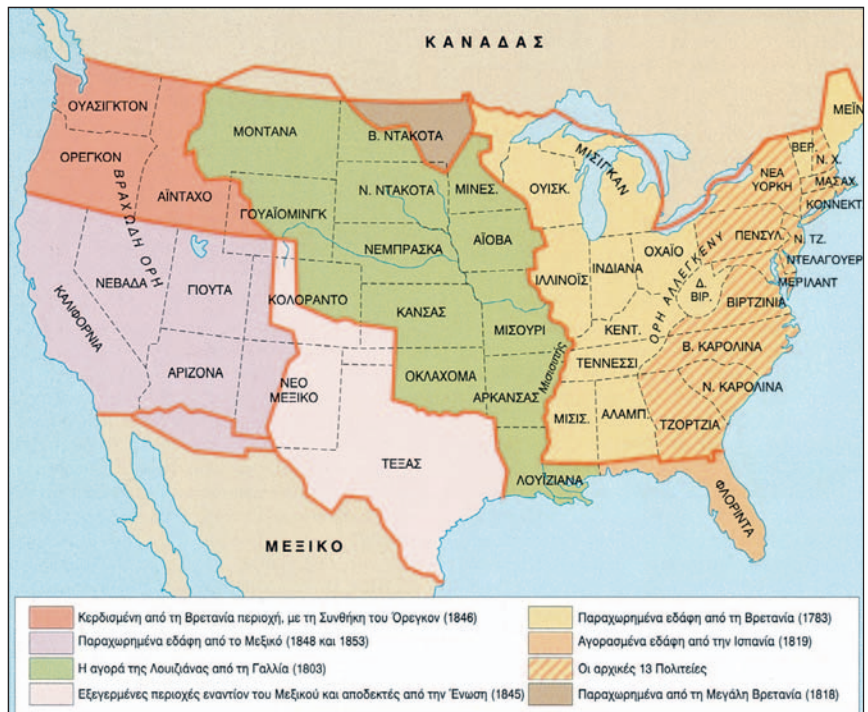 ΚΑΝΑΔΑΣ
ΟΥΑΣΙΓΚΤΟΝ
ΟΡΕΓΚΟΝ
ΑΪΝΤΑΧΟ
ΒΡΑΧΩΔΗ ΟΡΗ
ΜΟΝΤΑΝΑ
Β. ΝΤΑΚΟΤΑ
Ν. ΝΤΑΚΟΤΑ
ΜΙΝΕΣ.
ΓΟΥΑΪΟΜΙΝΓΚ
ΝΕΜΠΡΑΣΚΑ
ΑΪΟΒΑ
ΟΥΙΣΚ.
ΜΙΣΙΓΚΑΝ
ΜΕΪΝ
ΒΕΡ.
Ν. Χ.
ΝΕΑ
ΥΟΡΚΗ
ΜΑΣΑΧ.
ΚΟΝΝΕΚΤ.
ΠΕΝΣΥΛ.
Ν. ΤΖ.
ΝΤΕΛΑΓΟΥΕΡ
ΜΕΡΙΛΑΝΤ
ΚΑΛΙΦΟΡΝΙΑ
ΝΕΒΑΔΑ
ΓΙΟΥΤΑ
ΚΟΛΟΡΑΝΤΟ
ΚΑΝΣΑΣ
ΜΙΣΟΥΡΙ
ΙΛΛΙΝΟΪΣ
ΙΝΔΙΑΝΑ
ΟΧΑΪΟ
ΟΡΗ ΑΛΛΕΓΚΕΝΥ
Δ.
ΒΙΡ.
ΒΙΡΤΖΙΝΙΑ
ΚΕΝΤ.
Β. ΚΑΡΟΛΙΝΑ
ΤΕΝΝΕΣΣΙ
Ν. ΚΑΡΟΛΙΝΑ
ΑΡΙΖΟΝΑ
ΝΕΟ
ΜΕΞΙΚΟ
ΟΚΛΑΧΟΜΑ
ΑΡΚΑΝΣΑΣ
Μισισιπής
ΜΙΣΙΣ.
ΑΛΑΜΠ.
ΤΖΟΡΤΖΙΑ
ΤΕΞΑΣ
ΛΟΥΪΖΙΑΝΑ
ΦΛΟΡΙΝΤΑ
ΜΕΞΙΚΟ
Κερδισμένη από τη Βρετανία περιοχή, με τη Συνθήκη του Όρεγκον (1846)
Παραχωρημένα εδάφη από το Μεξικό (1848 και 1853)
Η αγορά της Λουιζιάνας από τη Γαλλία (1803)
Εξεγερμένες περιοχές εναντίον του Μεξικού και αποδεκτές από την Ένωση (1845)
Παραχωρημένα εδάφη από τη Βρετανία (1783)
Αγορασμένα εδάφη από την Ισπανία (1819)
Οι αρχικές 13 Πολιτείες
Παραχωρημένα από τη Μεγάλη Βρετανία (1818)